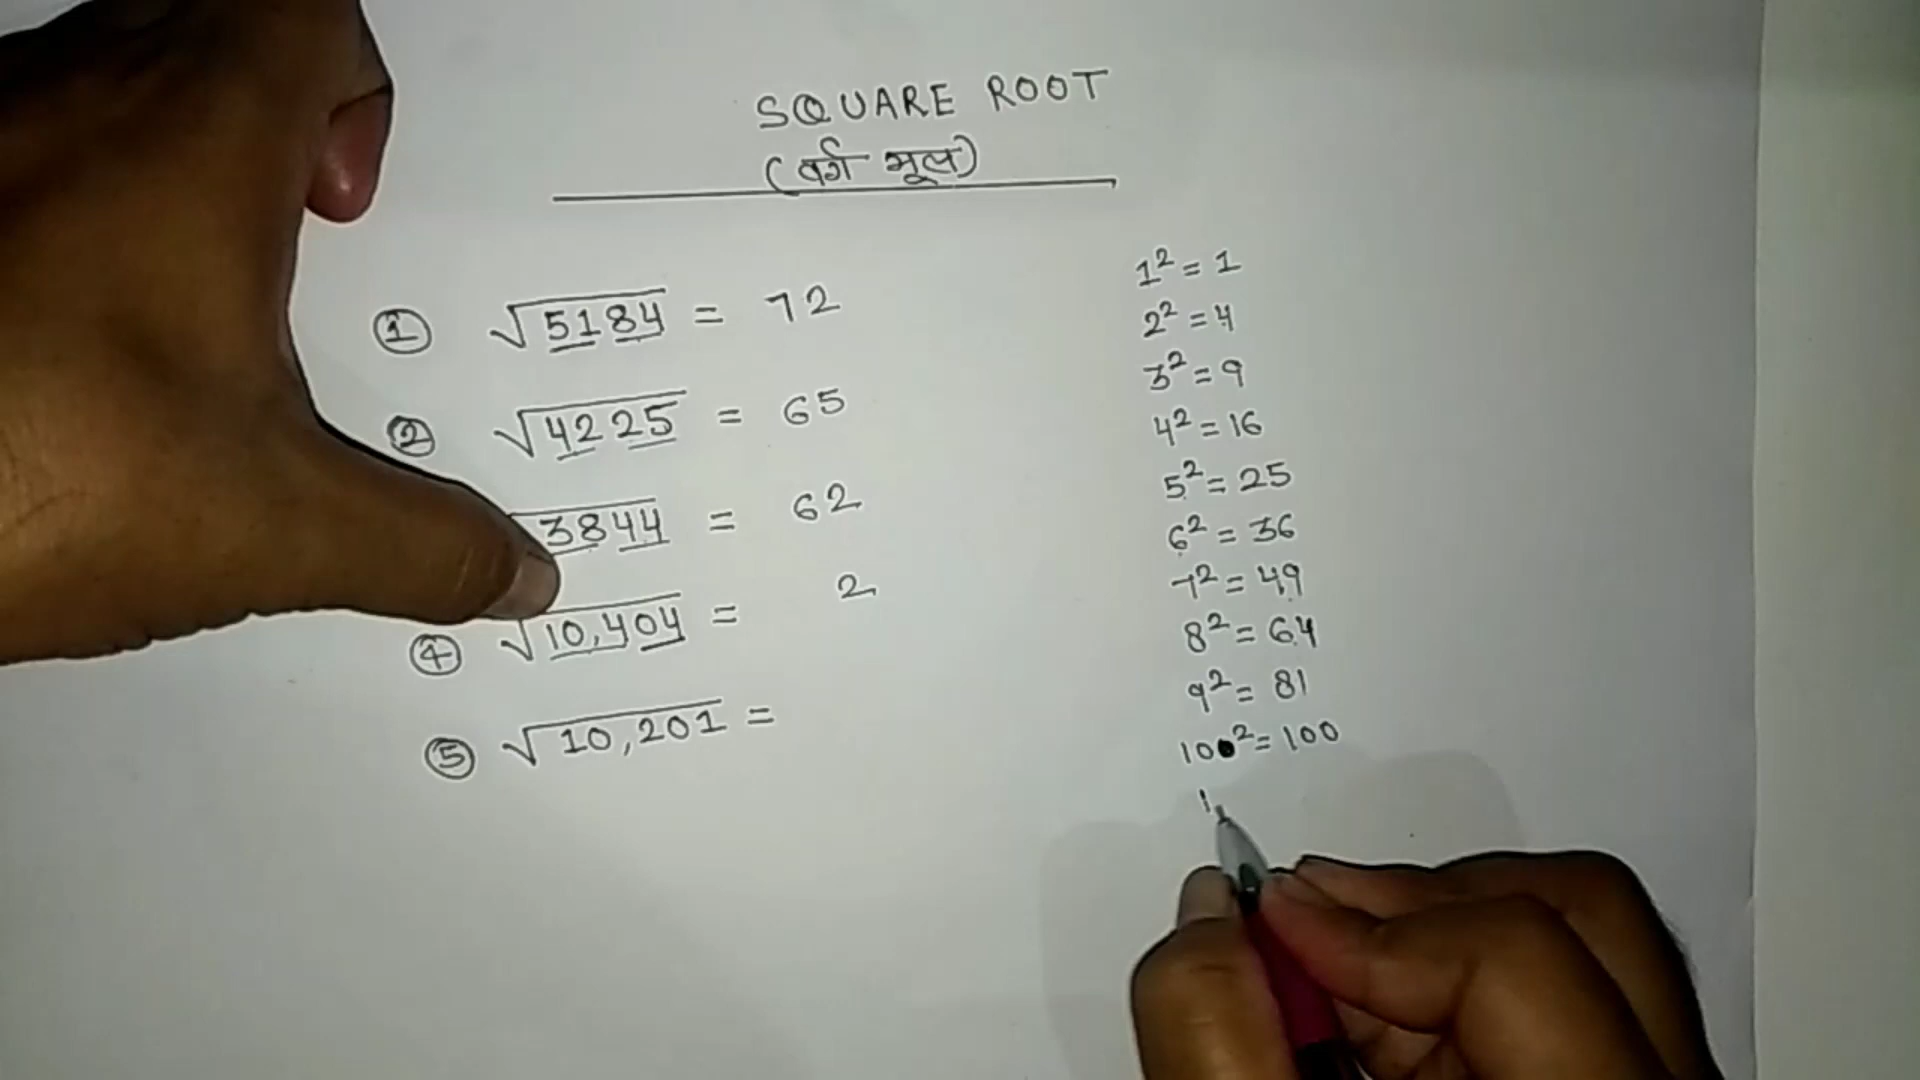 SQUARE ROOT
(वर्ग मूल)
① √5184 = 72
② √4225 = 65
3844 = 62
④ √10,404 = 2
⑤ √10,201 =
1² = 1
2² = 4
3² = 9
4² = 16
5² = 25
6² = 36
7² = 49
8² = 64
9² = 81
10² = 100
1